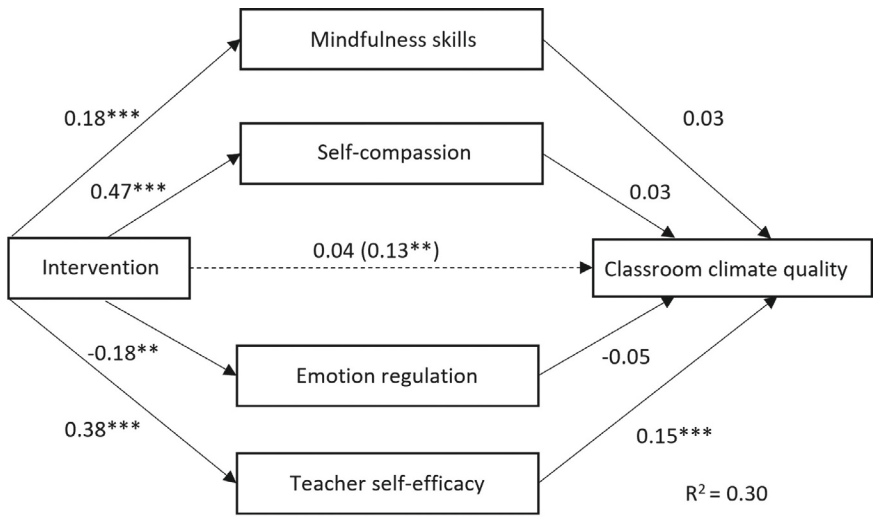 Mindfulness skills
0.18***
0.03
Self-compassion
0.47***
0.03
Intervention
0.04 (0.13**)
Classroom climate quality
-0.18**
Emotion regulation
-0.05
0.38***
0.15***
Teacher self-efficacy
R² = 0.30